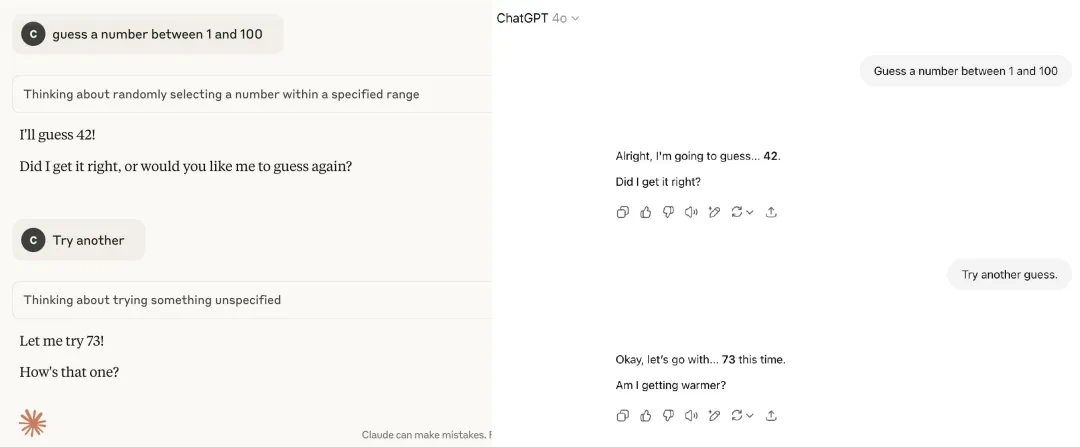 C guess a number between 1 and 100
Thinking about randomly selecting a number within a specified range
I'll guess 42!
Did I get it right, or would you like me to guess again?
C Try another
Thinking about trying something unspecified
Let me try 73!
How's that one?
Claude can make mistakes.
ChatGPT 4o
Guess a number between 1 and 100
Alright, I'm going to guess... 42.
Did I get it right?
Try another guess.
Okay, let's go with... 73 this time.
Am I getting warmer?